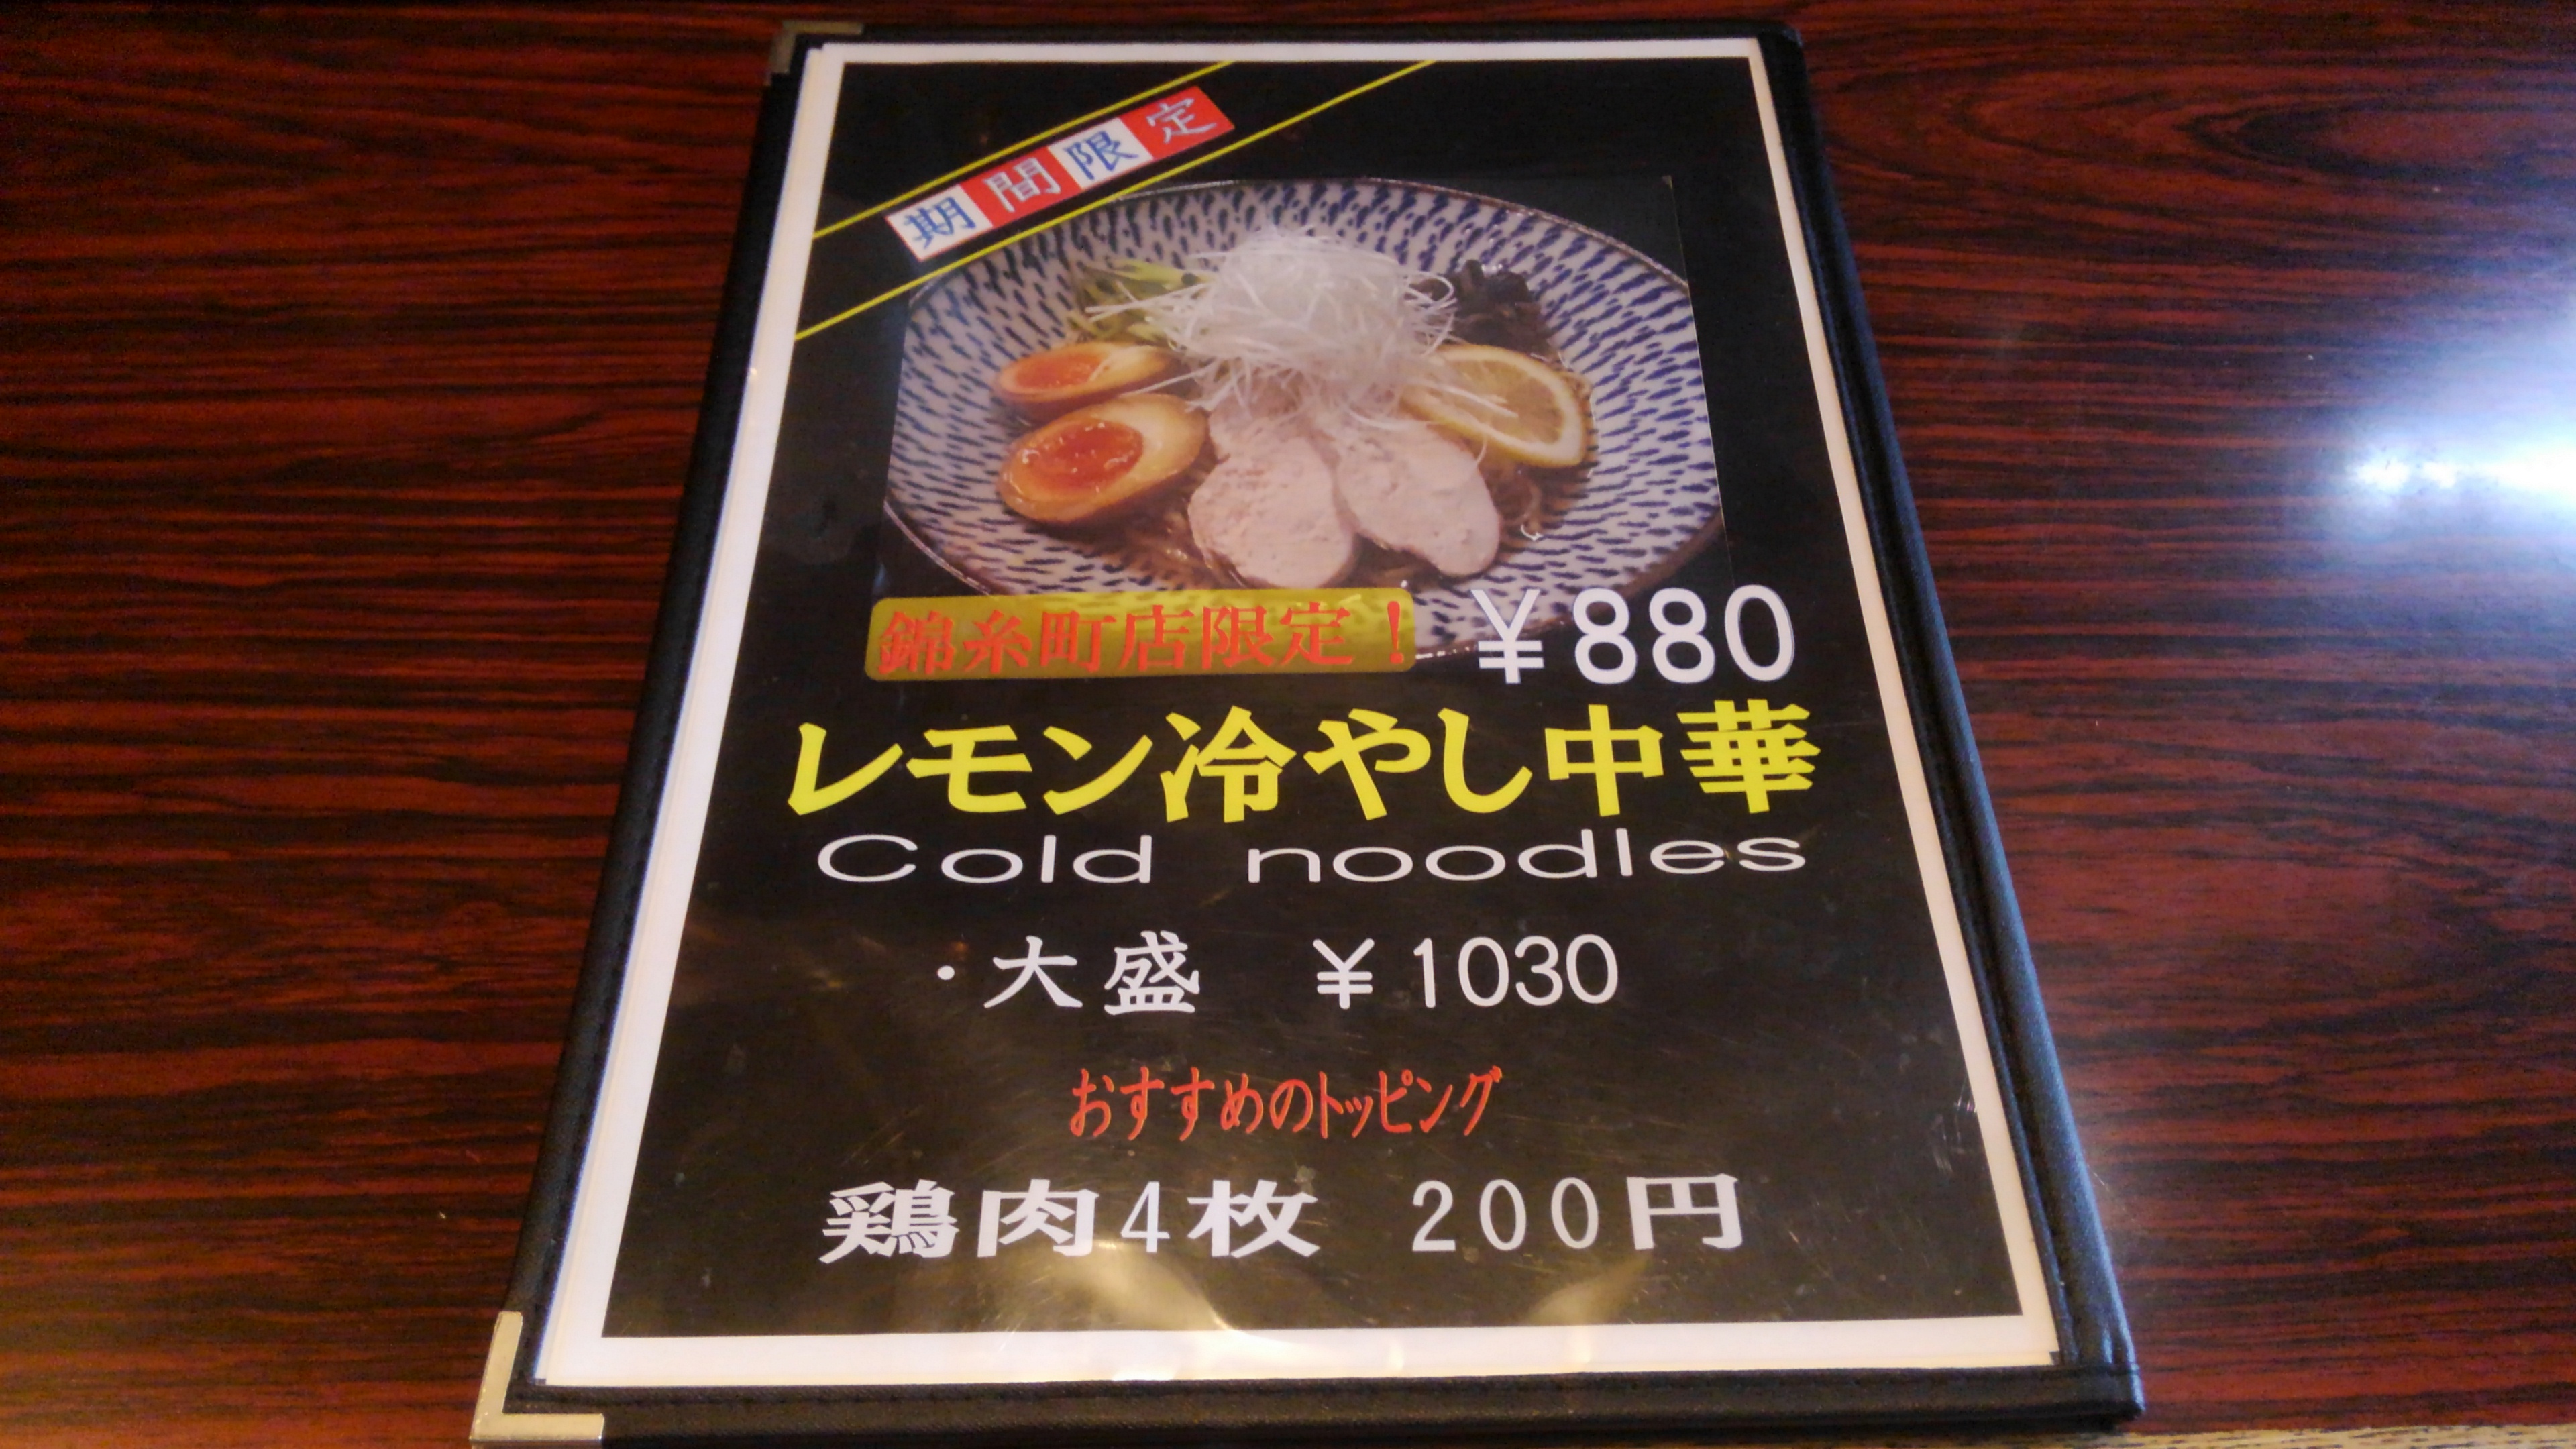 期間限定
錦糸町店限定！ ￥880
レモン冷やし中華
Cold noodles
・大盛 ￥1030
おすすめのトッピング
鶏肉4枚 200円